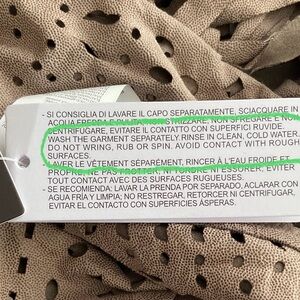 - SI CONSIGLIA DI LAVARE IL CAPO SEPARATAMENTE, SCIACQUARE IN
ACQUA FREDDA E PULITA, NON STRIZZARE, NON SFREGARE E NON
CENTRIFUGARE, EVITARE IL CONTATTO CON SUPERFICI RUVIDE.
WASH THE GARMENT SEPARATELY RINSE IN CLEAN, COLD WATER
DO NOT WRING, RUB OR SPIN. AVOID CONTACT WITH ROUGH
SURFACES.
LAVER LE VÊTEMENT SÉPARÉMENT, RINCER À L'EAU FROIDE ET
PROPRE, NE PAS FROTTER, NI TORDRE NI ESSORER, ÉVITER
TOUT CONTACT AVEC DES SURFACES RUGUEUSES.
- SE RECOMIENDA: LAVAR LA PRENDA POR SEPARADO, ACLARAR CON
AGUA FRÍA Y LIMPIA; NO RESTREGAR, RETORCER NI CENTRIFUGAR,
EVITAR EL CONTACTO CON SUPERFICIES ÁSPERAS.